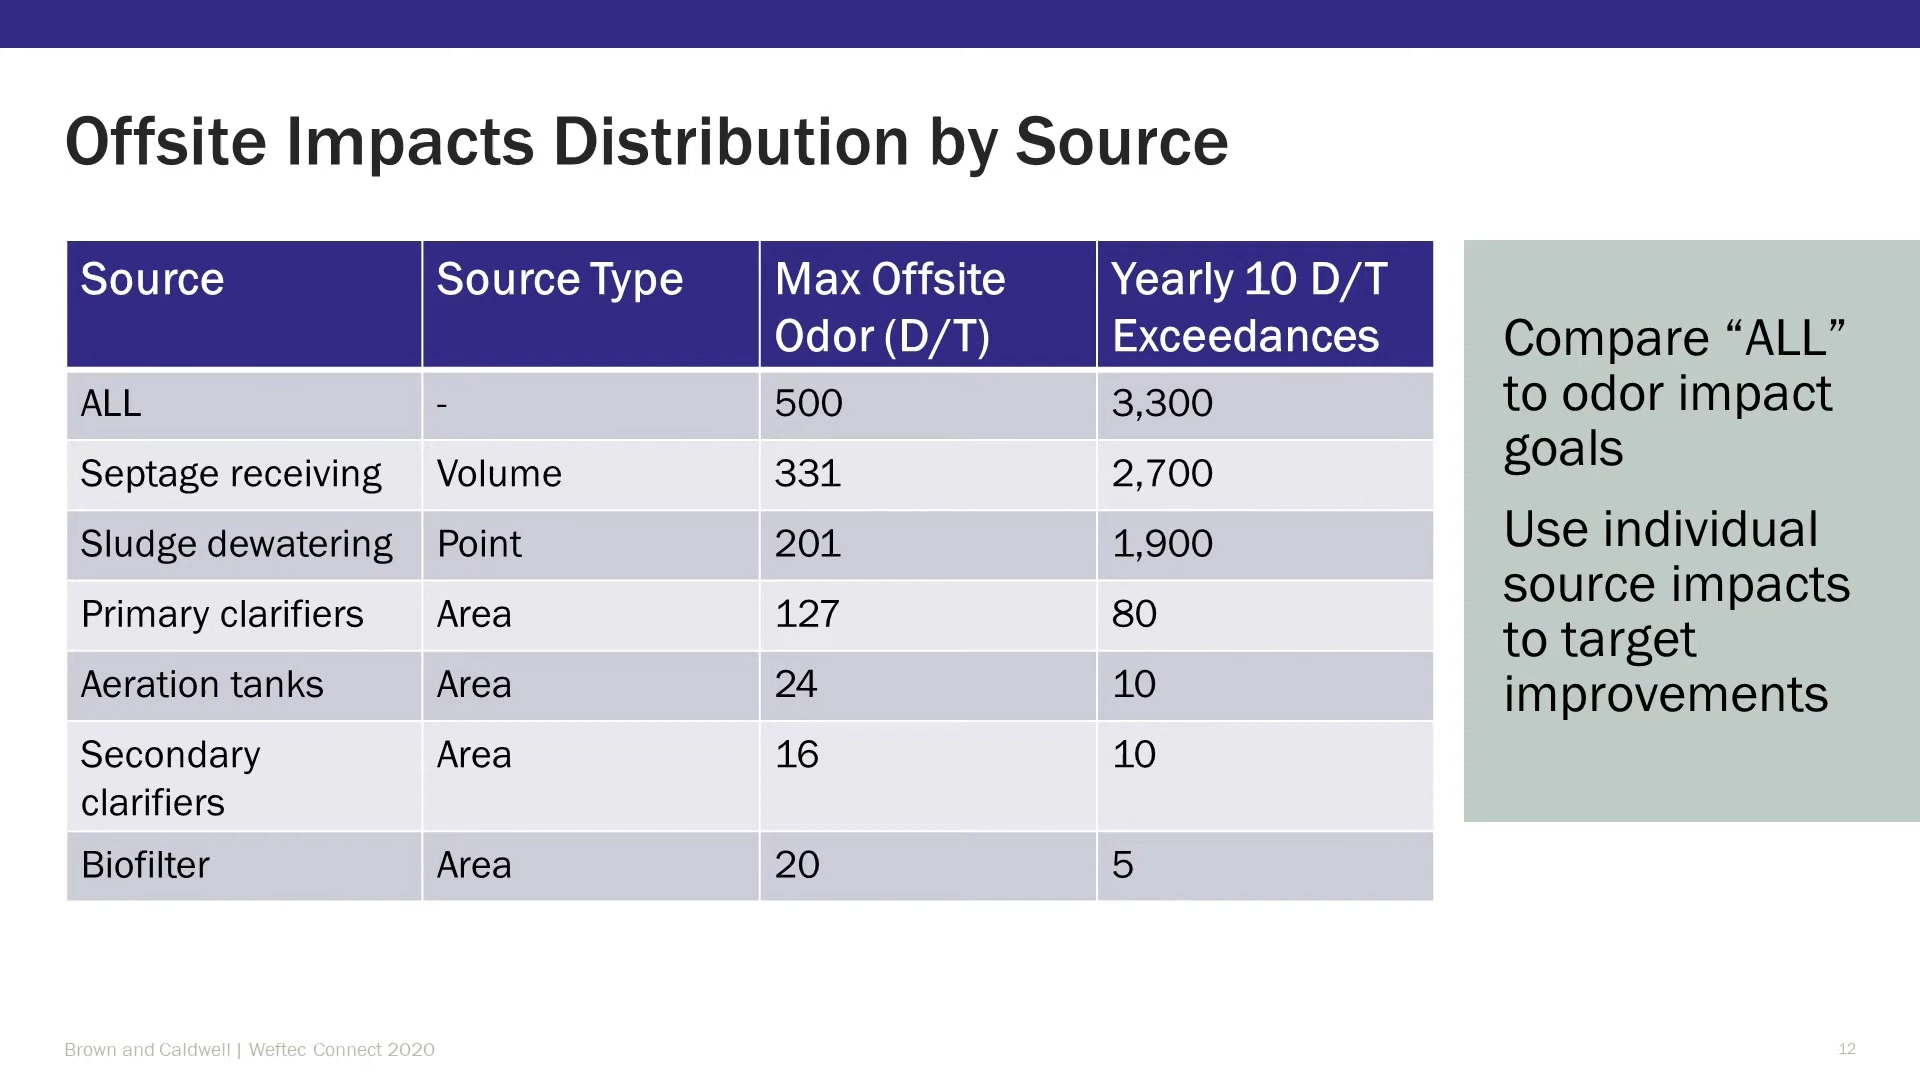 Offsite Impacts Distribution by Source
Source Source Type Max Offsite Odor (D/T) Yearly 10 D/T Exceedances
ALL - 500 3,300
Septage receiving Volume 331 2,700
Sludge dewatering Point 201 1,900
Primary clarifiers Area 127 80
Aeration tanks Area 24 10
Secondary clarifiers Area 16 10
Biofilter Area 20 5
Compare “ALL”
to odor impact
goals
Use individual
source impacts
to target
improvements
Brown and Caldwell | Weftec Connect 2020
12